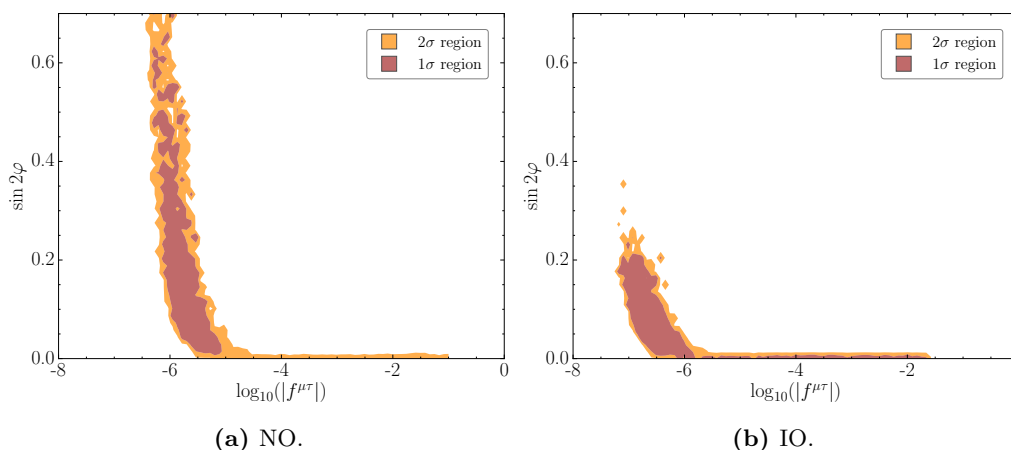 2σ region
1σ region
0.6
0.4
0.2
0.0
sin 2φ
-8
-6
-4
-2
0
log10(|f^μτ|)
(a) NO.
2σ region
1σ region
0.6
0.4
0.2
0.0
sin 2φ
-8
-6
-4
-2
0
log10(|f^μτ|)
(b) IO.